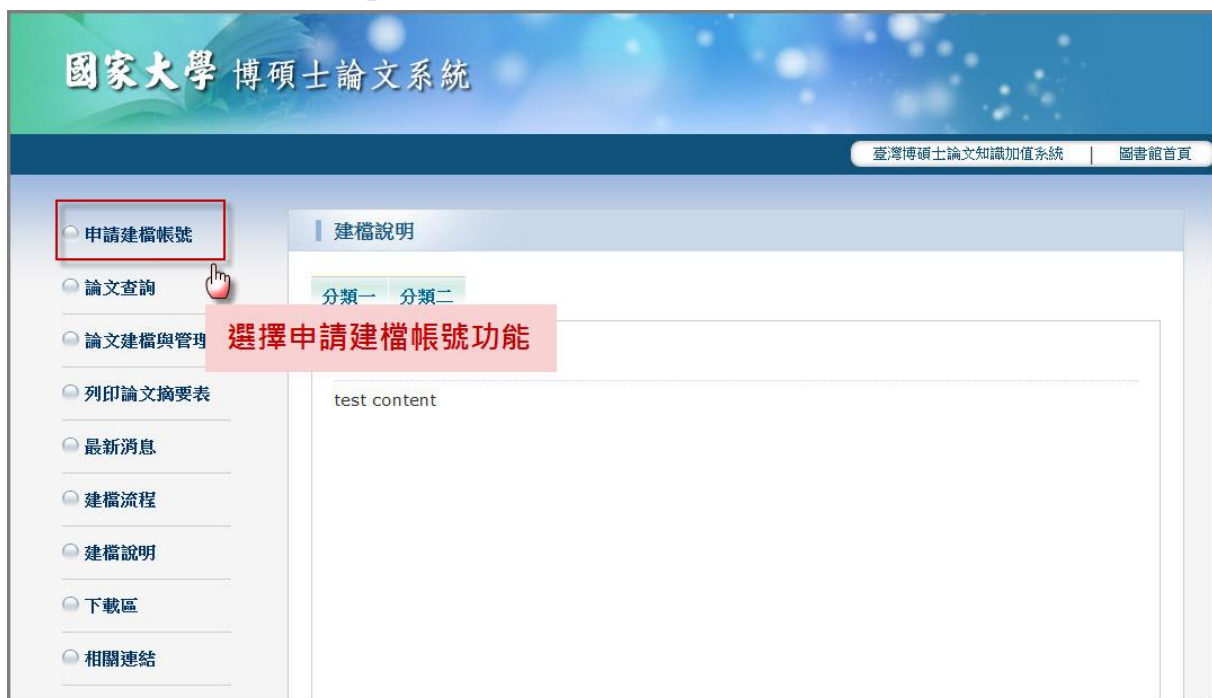 國家大學 博碩士論文系統
臺灣博碩士論文知識加值系統 | 圖書館首頁
申請建檔帳號
論文查詢
論文建檔與管理
列印論文摘要表
最新消息
建檔流程
建檔說明
下載區
相關連結
建檔說明
分類一 分類二
選擇申請建檔帳號功能
test content